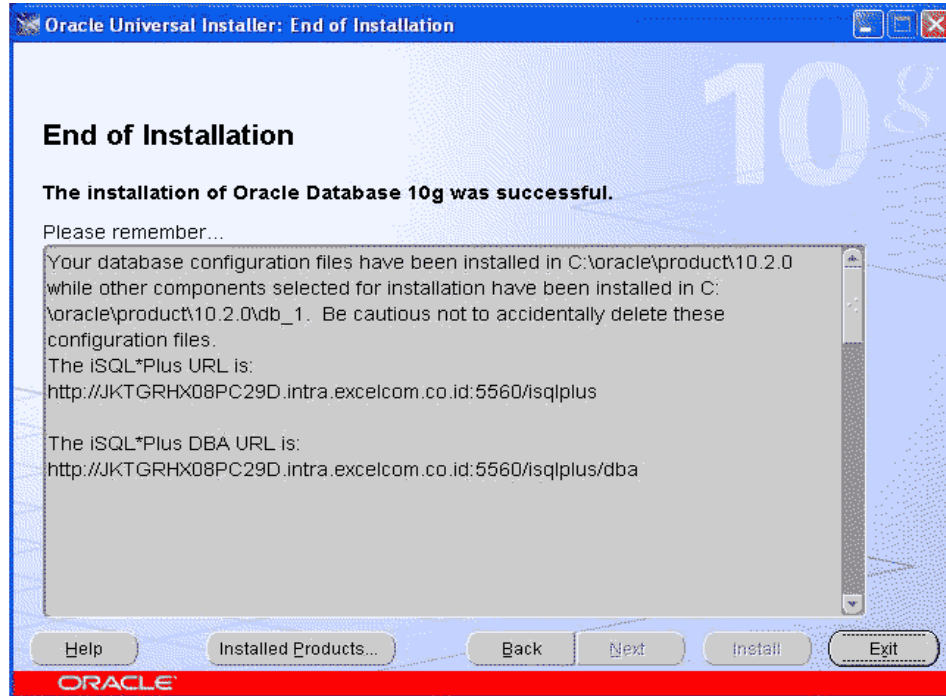 Oracle Universal Installer: End of Installation
10g
End of Installation
The installation of Oracle Database 10g was successful.
Please remember...
Your database configuration files have been installed in C:\oracle\product\10.2.0
while other components selected for installation have been installed in C:
\oracle\product\10.2.0\db_1. Be cautious not to accidentally delete these
configuration files.
The iSQL*Plus URL is:
http://JKTGRHX08PC29D.intra.excelcom.co.id:5560/isqlplus
The iSQL*Plus DBA URL is:
http://JKTGRHX08PC29D.intra.excelcom.co.id:5560/isqlplus/dba
Help Installed Products... Back Next Install Exit
ORACLE